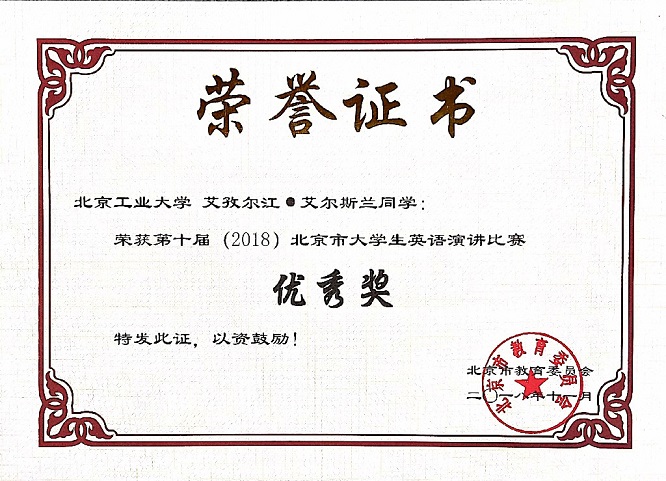 荣誉证书
北京工业大学 艾孜尔江●艾尔斯兰同学：
荣获第十届（2018）北京市大学生英语演讲比赛
优秀奖
特发此证，以资鼓励！
北京市教育委员会
二〇一八年十一月
北京市教育委员会